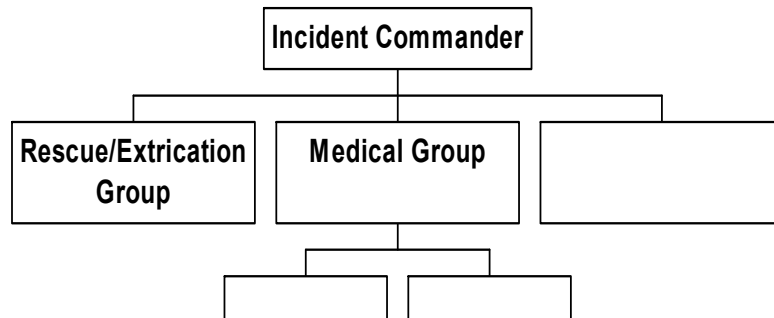 Incident Commander
Rescue/Extrication
Group
Medical Group